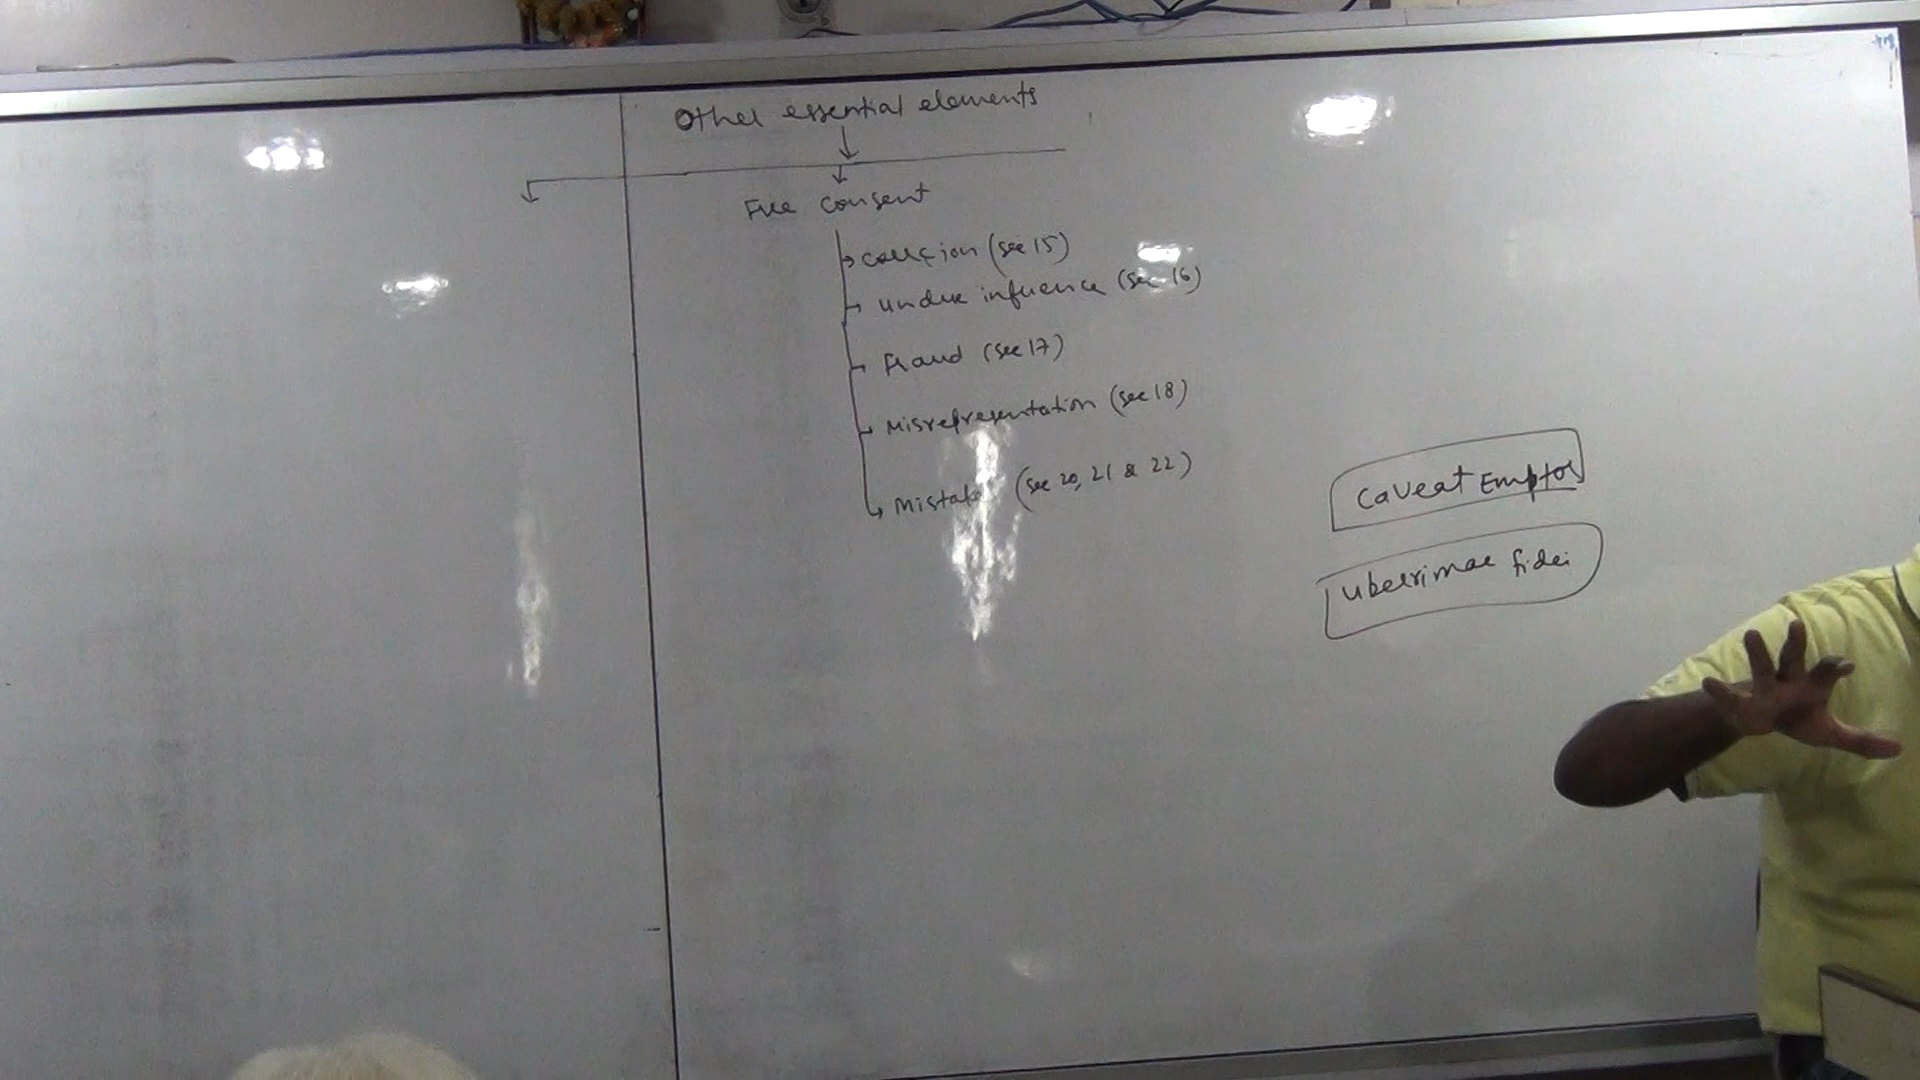 Other essential elements
Free consent
coercion (sec 15)
undue influence (sec 16)
Fraud (sec 17)
Misrepresentation (sec 18)
Mistake (sec 20, 21 & 22)
Caveat Emptor
uberrimae fidei